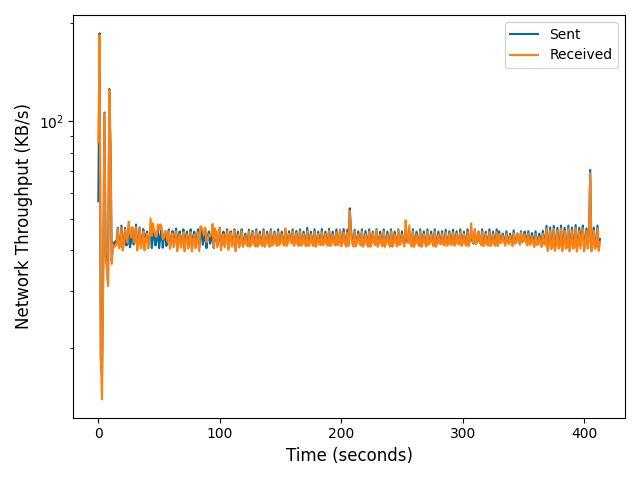 Sent
Received
10²
Network Throughput (KB/s)
0
100
200
300
400
Time (seconds)